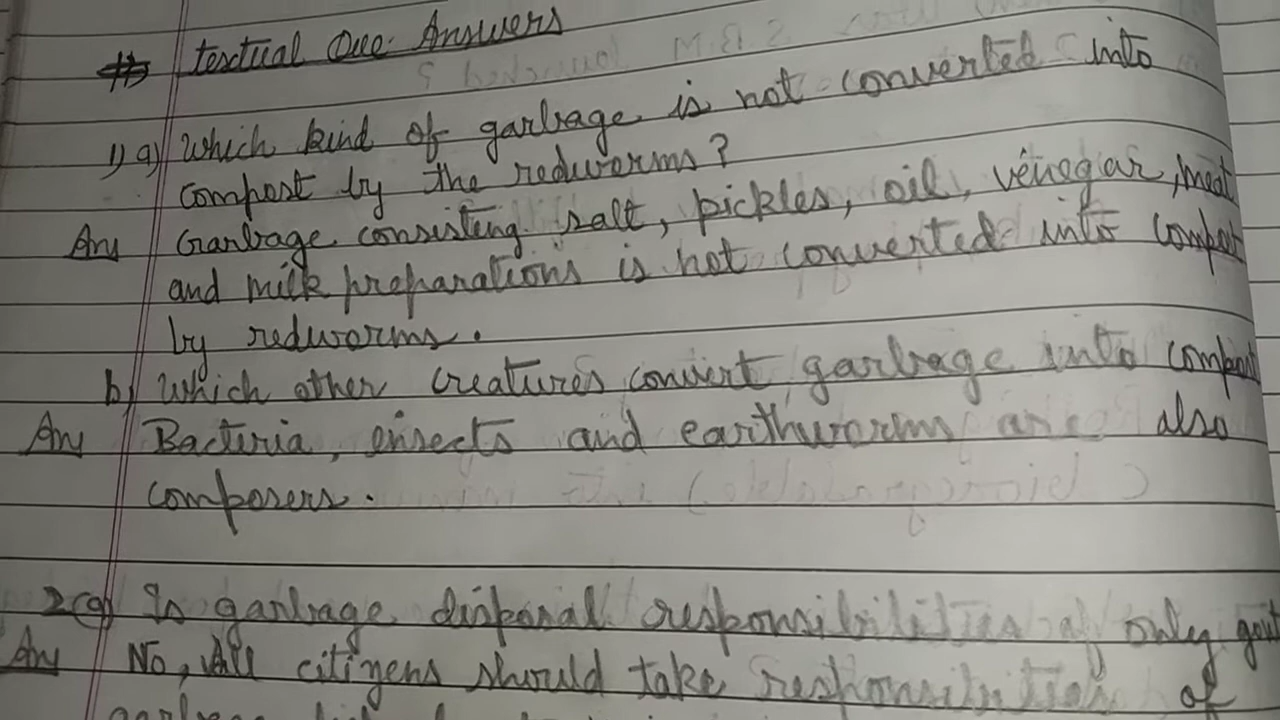 # Textual Que. Answers
1) a) Which kind of garbage is not converted into
compost by the redworms?
Ans Garbage consisting salt, pickles, oil, vënegar, meat
and milk preparations is not converted into compost
by redworms.
b) Which other creatures convert garbage into compost
Ans Bacteria, ensects and earthworms are also
composers.
2(a) Is garbage disposal responsibilities of only govt
Ans No, All citizens should take responsibilities of
garbage